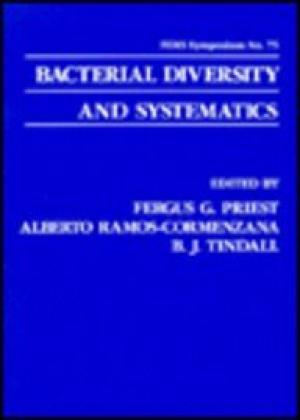 FEMS Symposium No. 75
BACTERIAL DIVERSITY
AND SYSTEMATICS
EDITED BY
FERGUS G. PRIEST
ALBERTO RAMOS-CORMENZANA
B. J. TINDALL